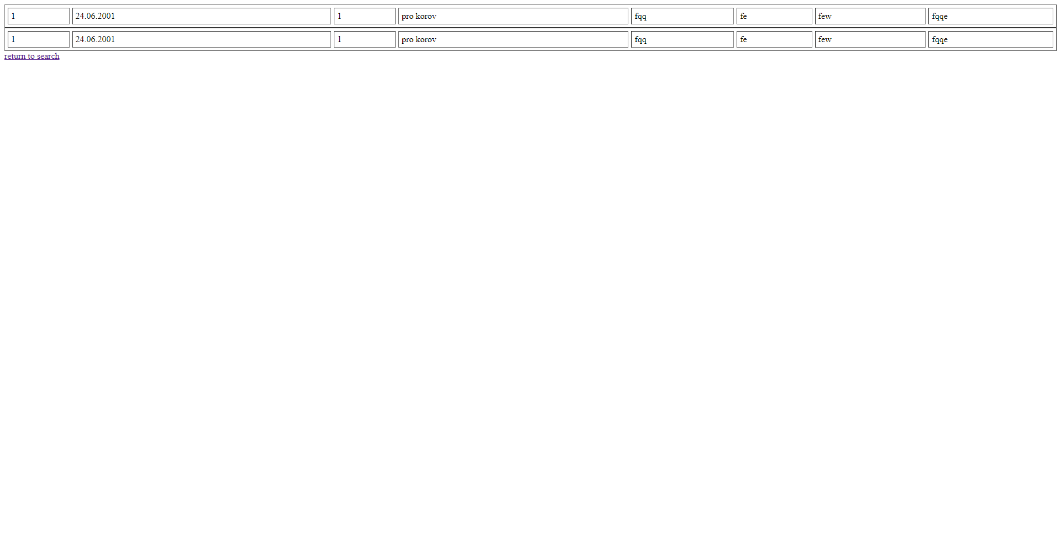 1 24.06.2001 1 pro korov fqq fe few fqqe
1 24.06.2001 1 pro korov fqq fe few fqqe
return to search